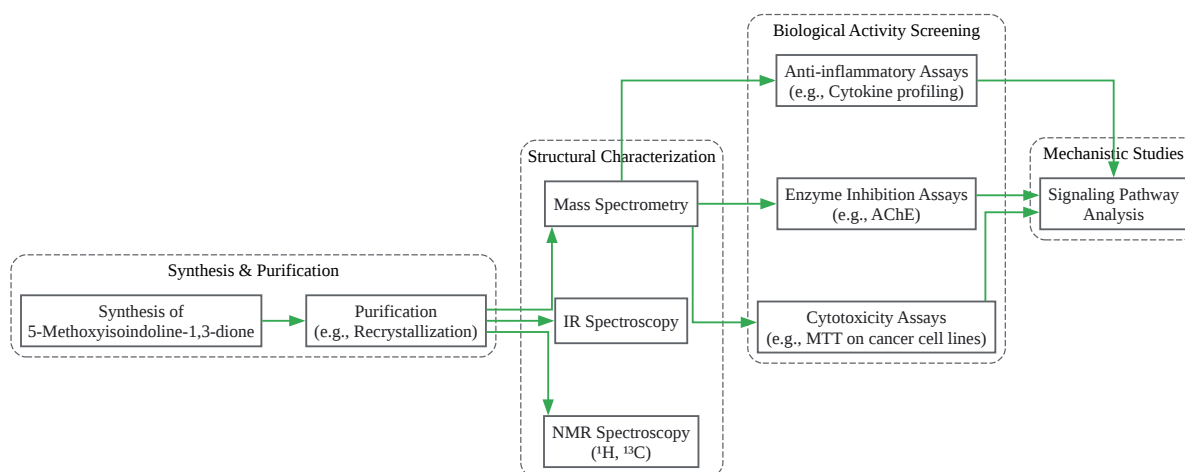 Synthesis & Purification
Synthesis of
5-Methoxyisoindoline-1,3-dione
Purification
(e.g., Recrystallization)
Structural Characterization
Mass Spectrometry
IR Spectroscopy
NMR Spectroscopy
(¹H, ¹³C)
Biological Activity Screening
Anti-inflammatory Assays
(e.g., Cytokine profiling)
Enzyme Inhibition Assays
(e.g., AChE)
Cytotoxicity Assays
(e.g., MTT on cancer cell lines)
Mechanistic Studies
Signaling Pathway
Analysis